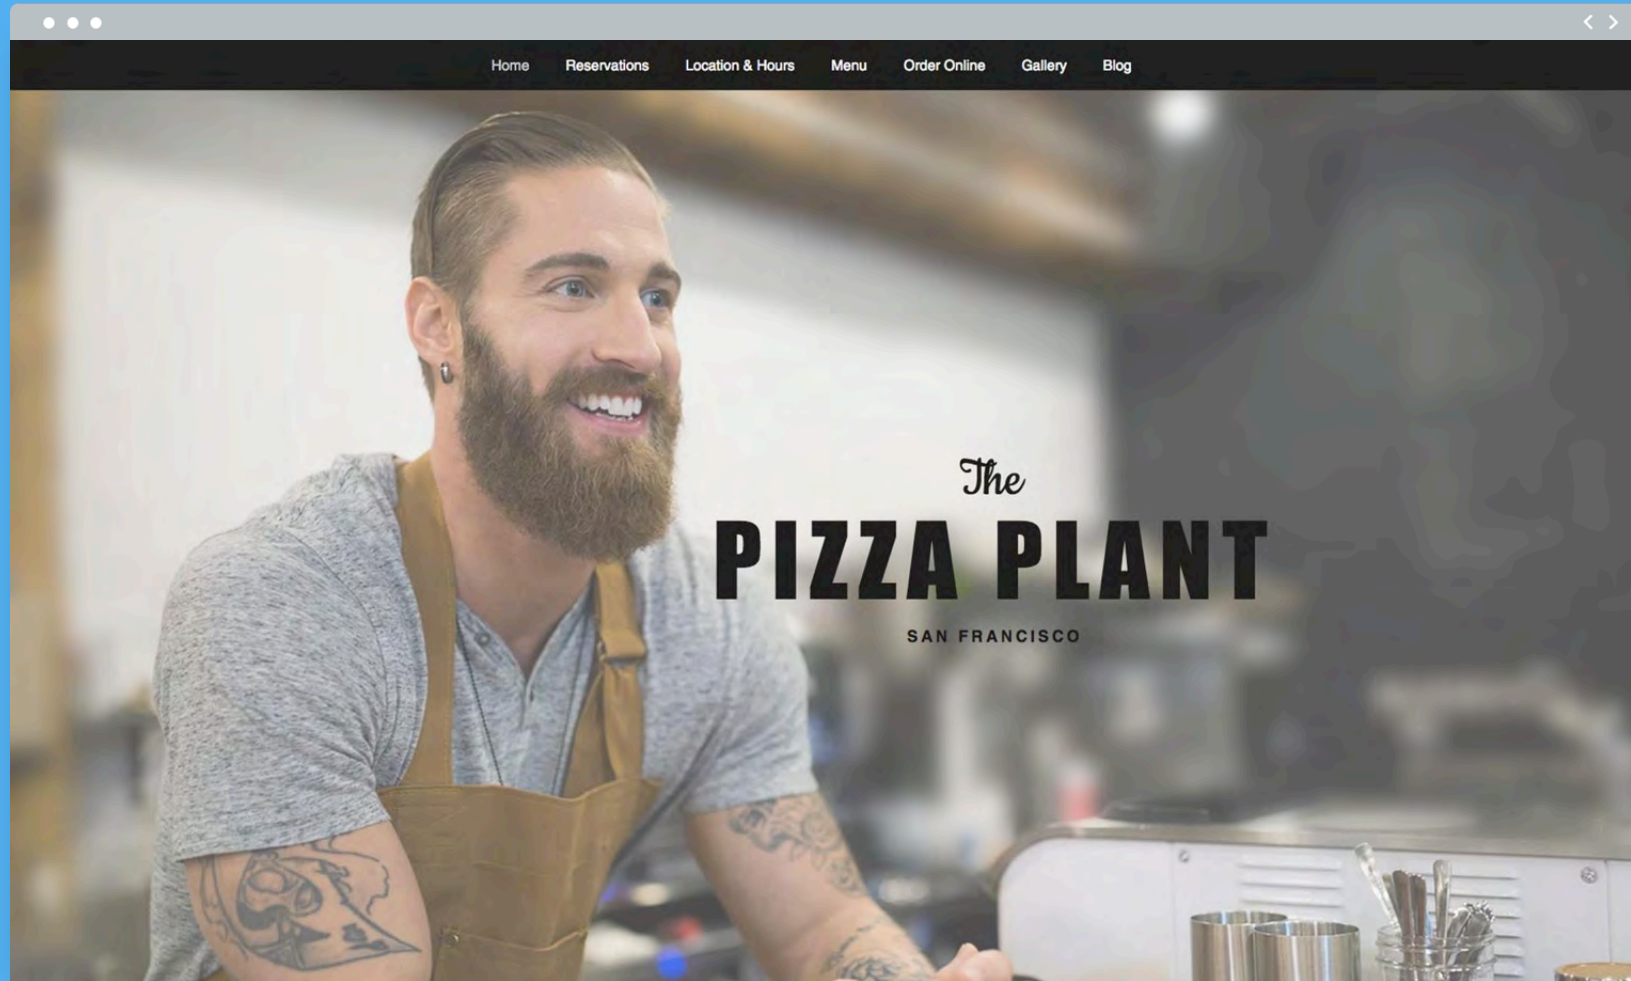 Home Reservations Location & Hours Menu Order Online Gallery Blog
The
PIZZA PLANT
SAN FRANCISCO